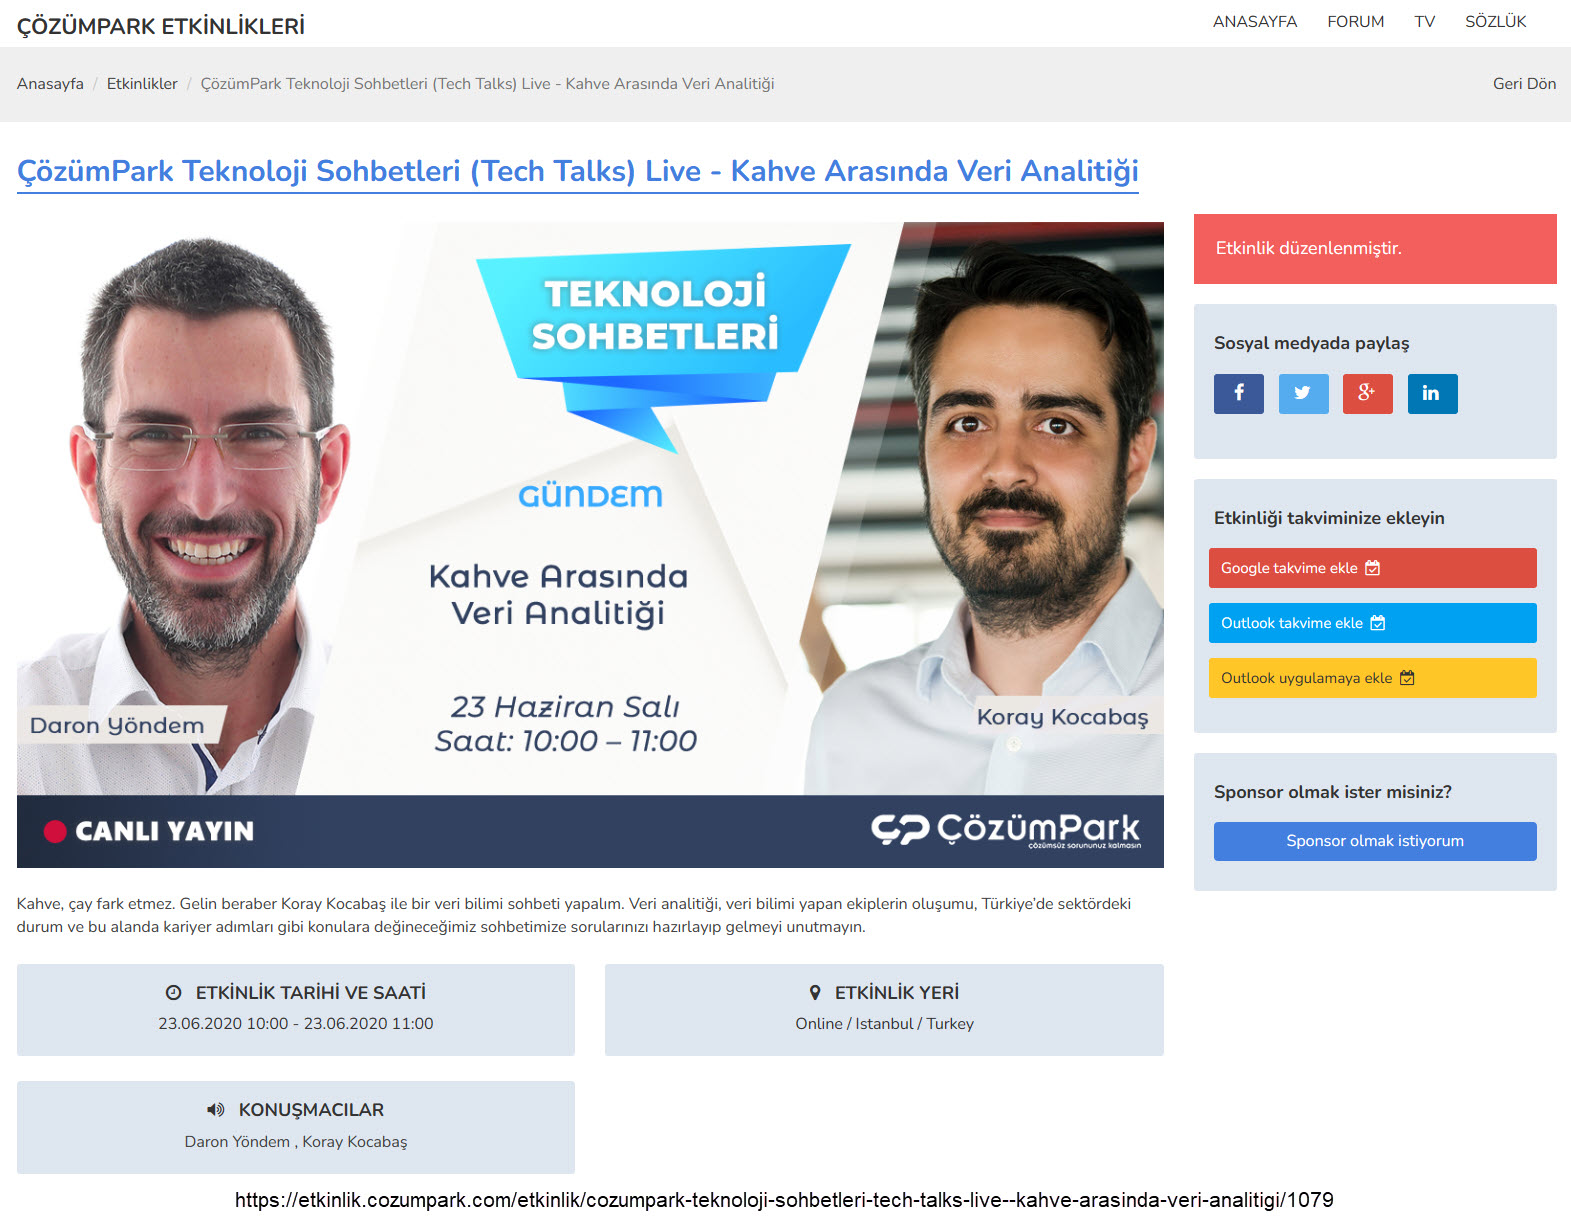 ÇÖZÜMPARK ETKİNLİKLERİ
ANASAYFA FORUM TV SÖZLÜK
Anasayfa / Etkinlikler / ÇözümPark Teknoloji Sohbetleri (Tech Talks) Live - Kahve Arasında Veri Analitiği
Geri Dön
ÇözümPark Teknoloji Sohbetleri (Tech Talks) Live - Kahve Arasında Veri Analitiği
TEKNOLOJİ
SOHBETLERİ
GÜNDEM
Kahve Arasında
Veri Analitiği
23 Haziran Salı
Saat: 10:00 – 11:00
Daron Yöndem
Koray Kocabaş
CANLI YAYIN
ÇP ÇözümPark
çözümsüz sorununuz kalmasın
Etkinlik düzenlenmiştir.
Sosyal medyada paylaş
Etkinliği takviminize ekleyin
Google takvime ekle
Outlook takvime ekle
Outlook uygulamaya ekle
Sponsor olmak ister misiniz?
Sponsor olmak istiyorum
Kahve, çay fark etmez. Gelin beraber Koray Kocabaş ile bir veri bilimi sohbeti yapalım. Veri analitiği, veri bilimi yapan ekiplerin oluşumu, Türkiye'de sektördeki
durum ve bu alanda kariyer adımları gibi konulara değineceğimiz sohbetimize sorularınızı hazırlayıp gelmeyi unutmayın.
ETKİNLİK TARİHİ VE SAATİ
23.06.2020 10:00 - 23.06.2020 11:00
ETKİNLİK YERİ
Online / Istanbul / Turkey
KONUŞMACILAR
Daron Yöndem , Koray Kocabaş
https://etkinlik.cozumpark.com/etkinlik/cozumpark-teknoloji-sohbetleri-tech-talks-live--kahve-arasinda-veri-analitigi/1079